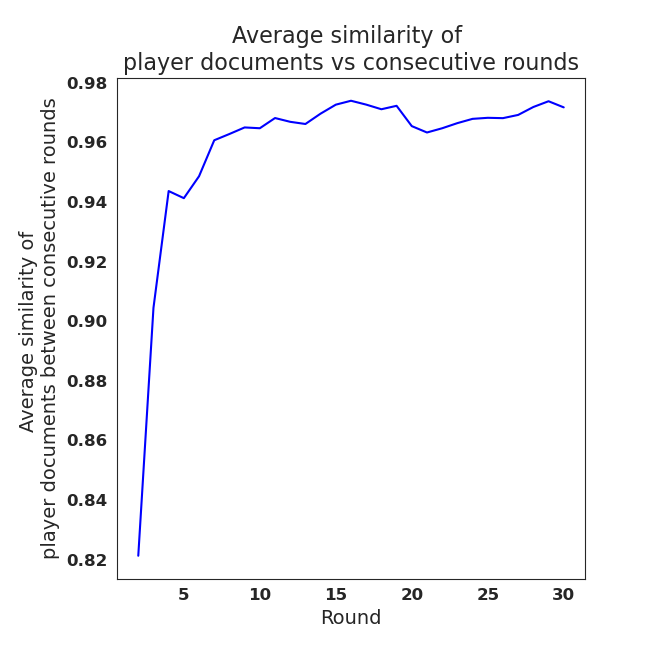 Average similarity of
player documents vs consecutive rounds
Average similarity of
player documents between consecutive rounds
0.98
0.96
0.94
0.92
0.90
0.88
0.86
0.84
0.82
5 10 15 20 25 30
Round